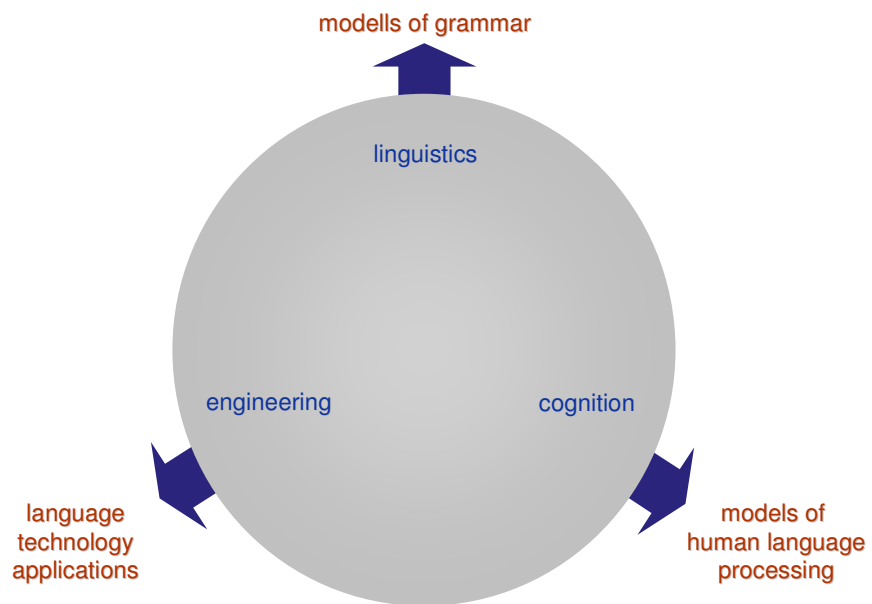 modells of grammar
linguistics
engineering
cognition
language
technology
applications
models of
human language
processing